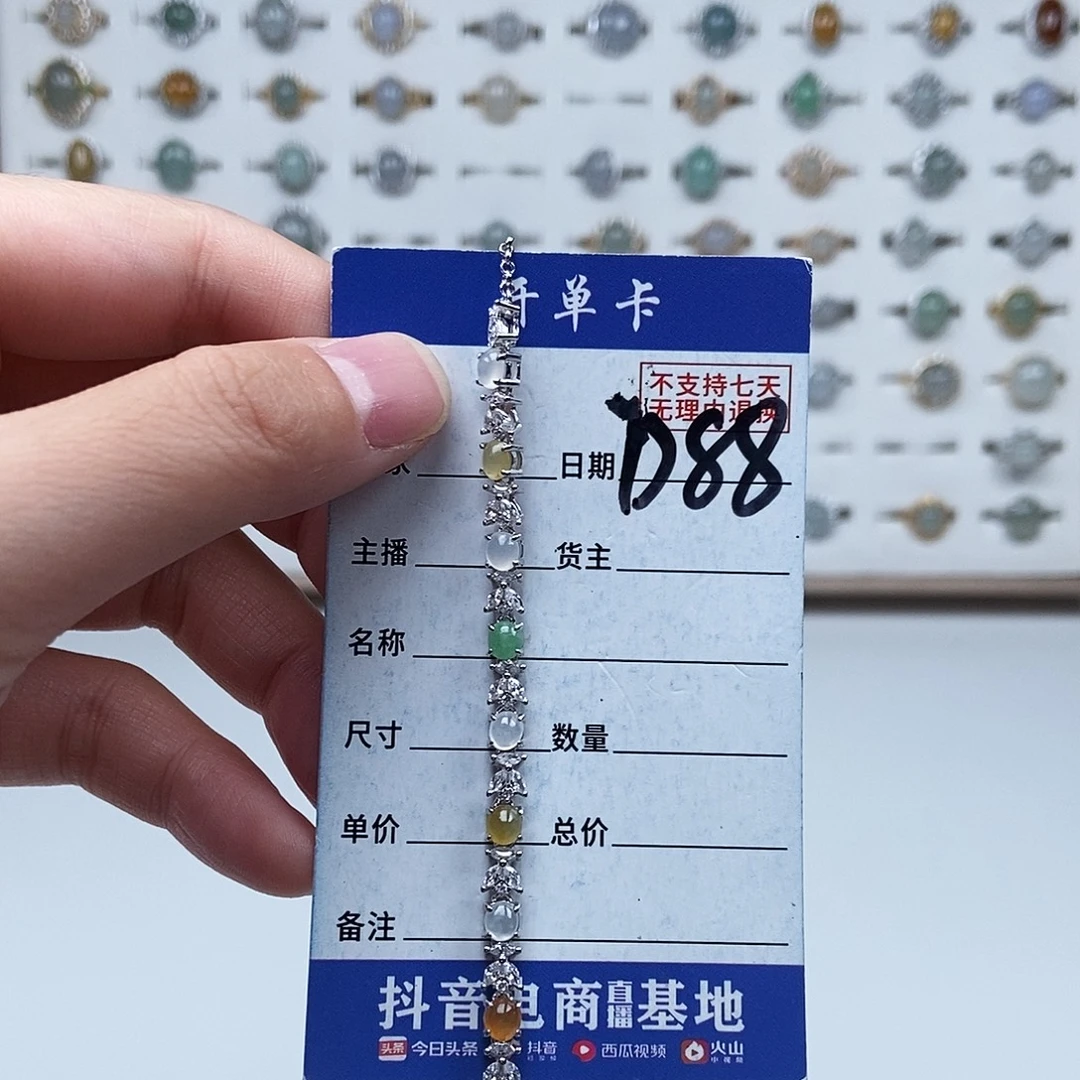 开单卡
不支持七天
无理由退换
日期 D88
主播 货主
名称
尺寸 数量
单价 总价
备注
抖音电商直播基地
头条 今日头条 抖音 西瓜视频 火山